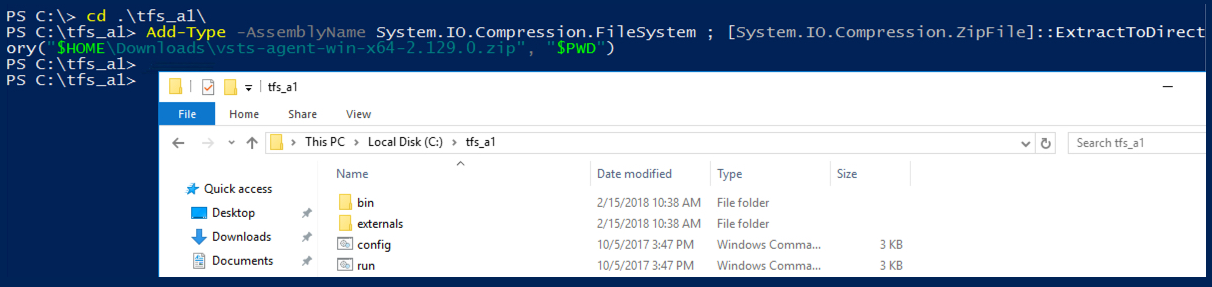 PS C:\> cd .\tfs_a1\
PS C:\tfs_a1> Add-Type -AssemblyName System.IO.Compression.FileSystem ; [System.IO.Compression.ZipFile]::ExtractToDirect
ory("$HOME\Downloads\vsts-agent-win-x64-2.129.0.zip", "$PWD")
PS C:\tfs_a1>
PS C:\tfs_a1>
tfs_a1
File Home Share View
This PC > Local Disk (C:) > tfs_a1
Search tfs_a1
Name Date modified Type Size
Quick access
Desktop
Downloads
Documents
bin 2/15/2018 10:38 AM File folder
externals 2/15/2018 10:38 AM File folder
config 10/5/2017 3:47 PM Windows Comma... 3 KB
run 10/5/2017 3:47 PM Windows Comma... 3 KB